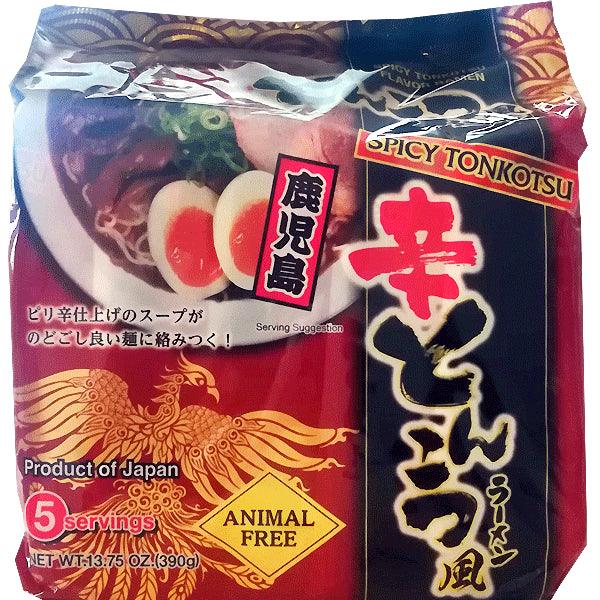 SPICY TONKOTSU
FLAVOR RAMEN
SPICY TONKOTSU
鹿児島
辛とんこつ
ラーメン
風
ピリ辛仕上げのスープが
のどごし良い麺に絡みつく！
Serving Suggestion
Product of Japan
5 servings
ANIMAL
FREE
NET WT.13.75 OZ.(390g)